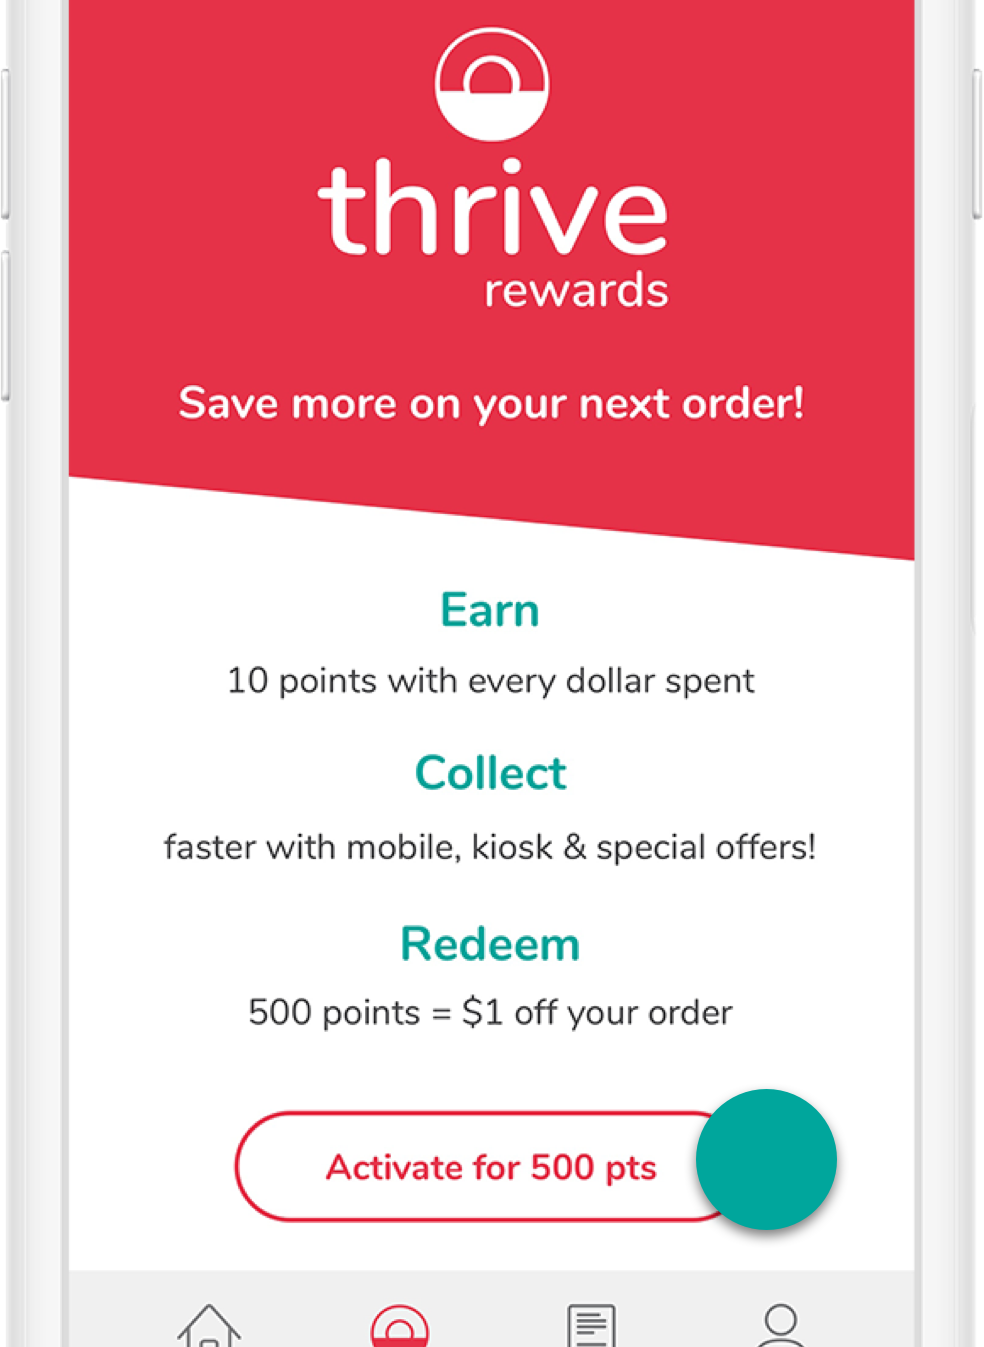 thrive
rewards
Save more on your next order!
Earn
10 points with every dollar spent
Collect
faster with mobile, kiosk & special offers!
Redeem
500 points = $1 off your order
Activate for 500 pts